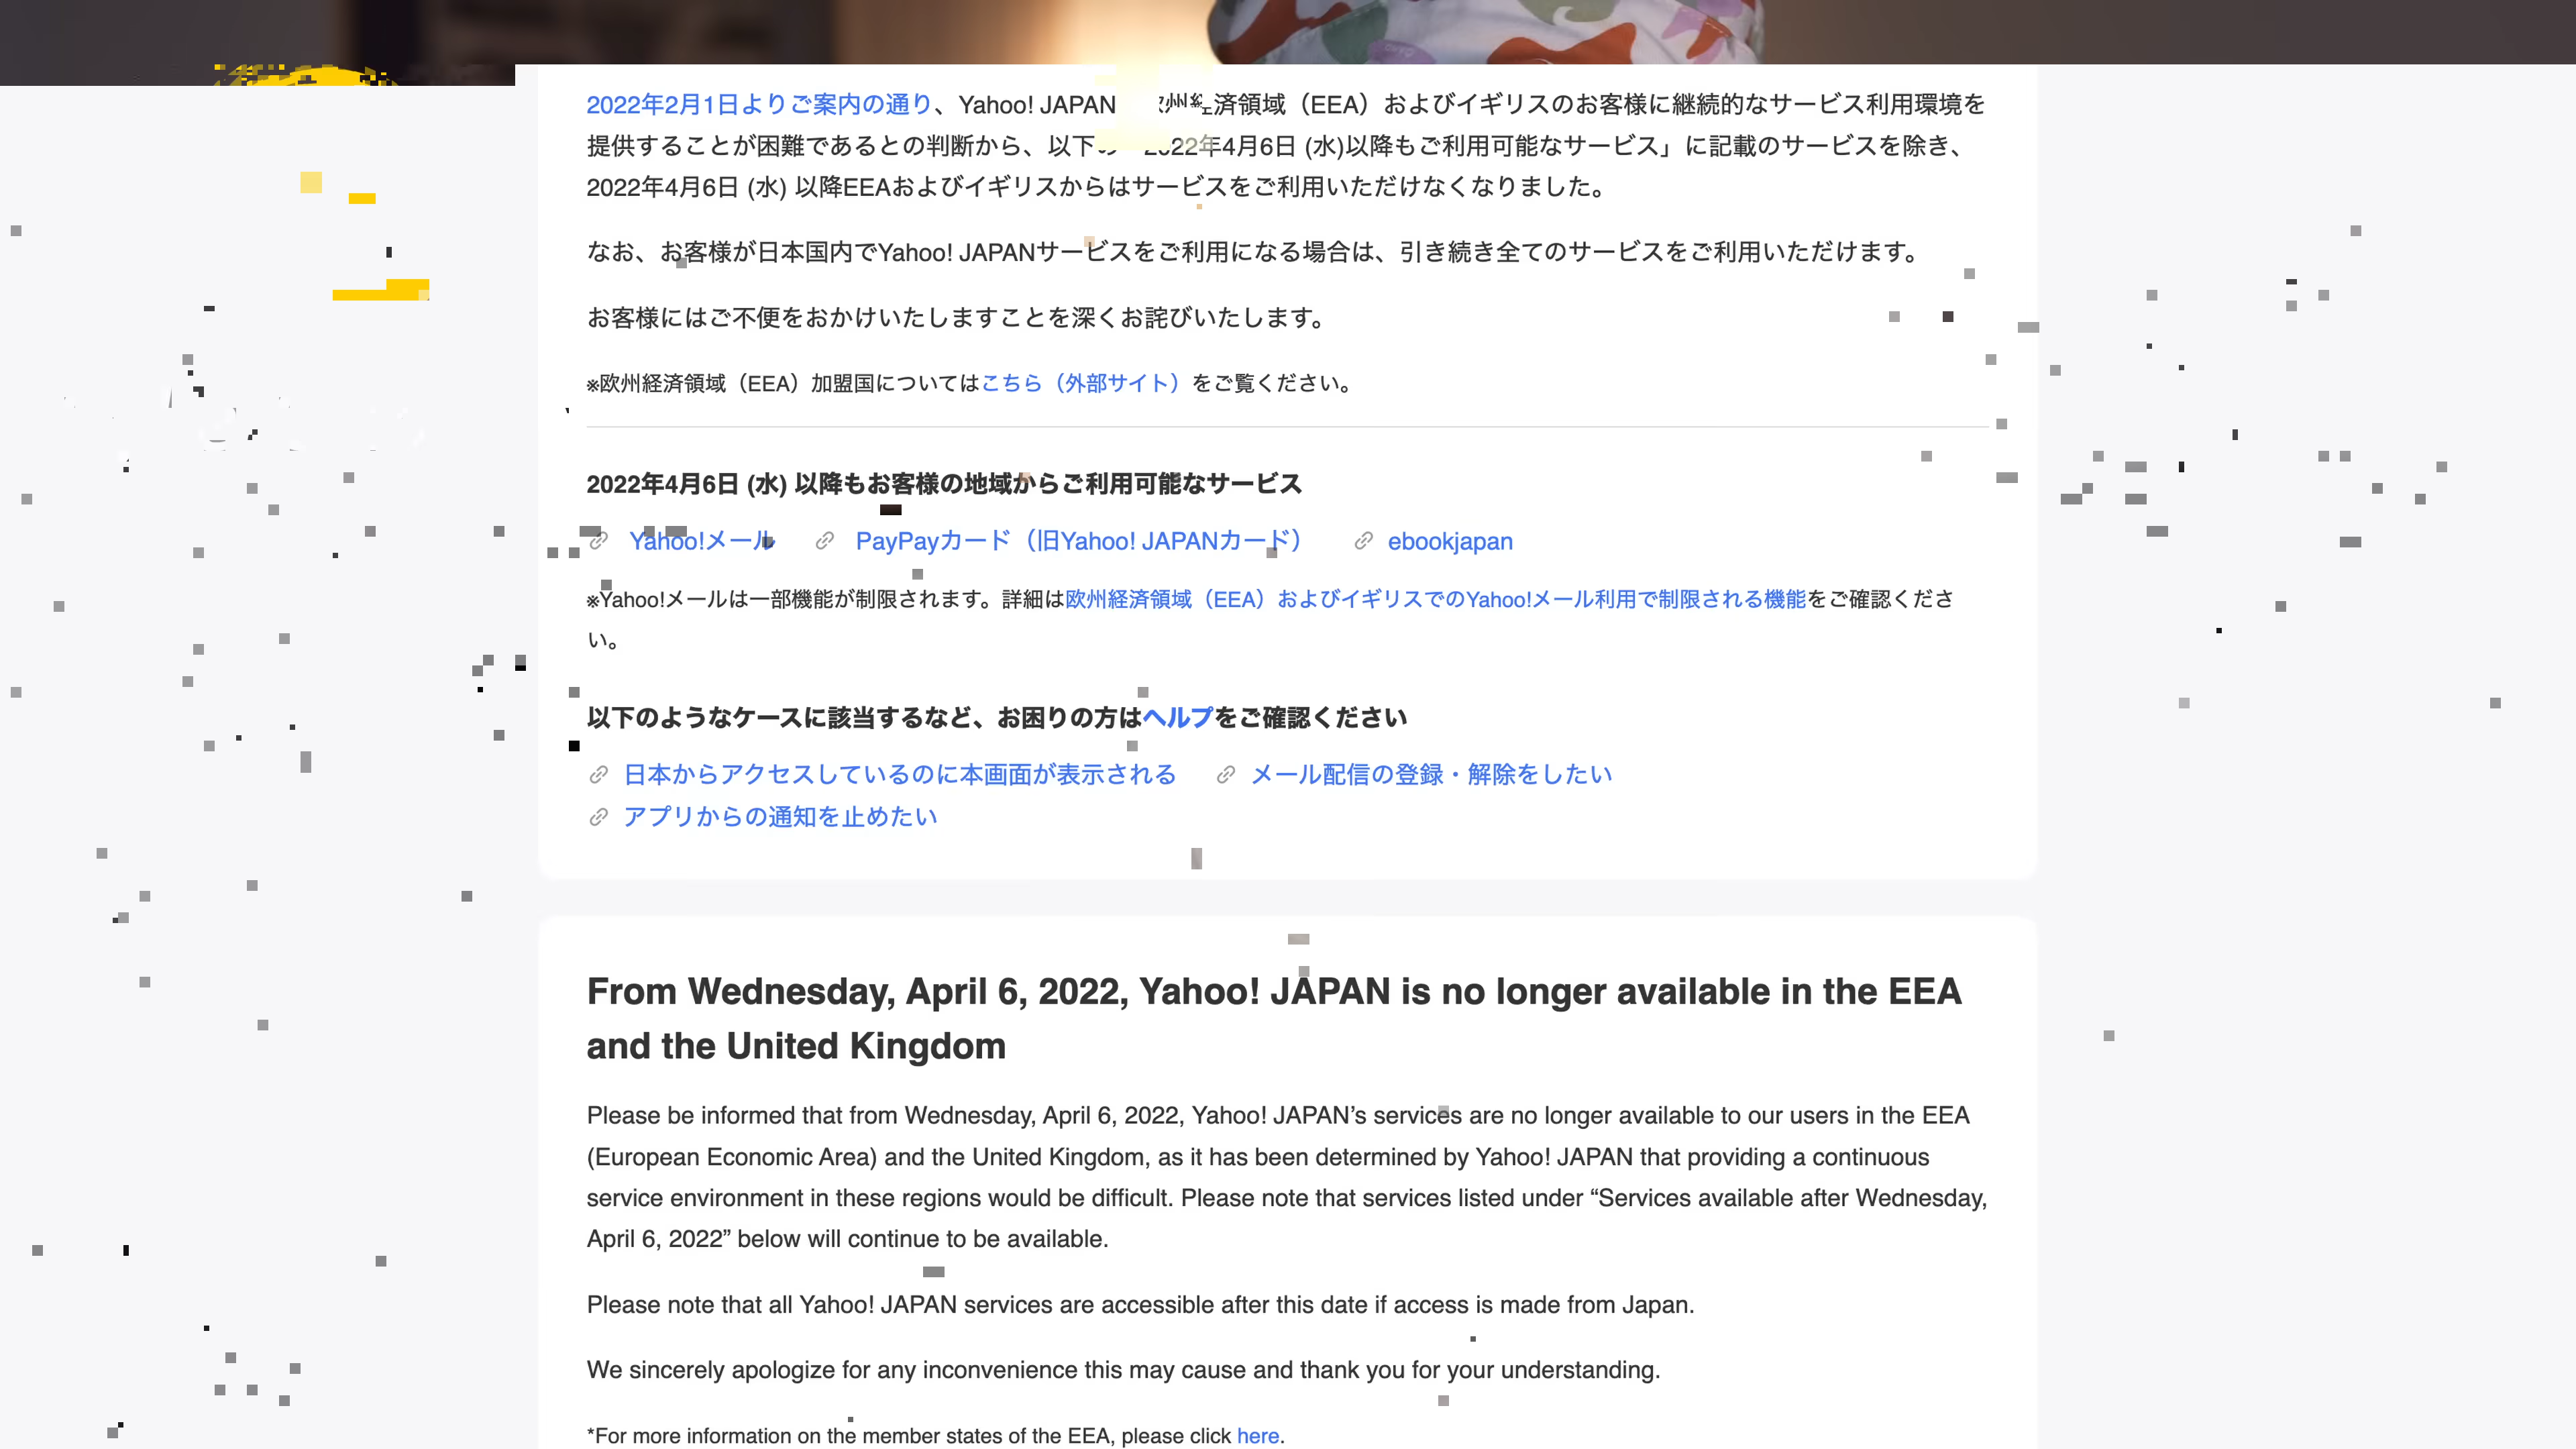 2022年2月1日よりご案内の通り、Yahoo! JAPAN 州経済領域（EEA）およびイギリスのお客様に継続的なサービス利用環境を
提供することが困難であるとの判断から、以下の 2022年4月6日 (水)以降もご利用可能なサービス」に記載のサービスを除き、
2022年4月6日 (水) 以降EEAおよびイギリスからはサービスをご利用いただけなくなりました。
なお、お客様が日本国内でYahoo! JAPANサービスをご利用になる場合は、引き続き全てのサービスをご利用いただけます。
お客様にはご不便をおかけいたしますことを深くお詫びいたします。
※欧州経済領域（EEA）加盟国についてはこちら（外部サイト）をご覧ください。
2022年4月6日 (水) 以降もお客様の地域からご利用可能なサービス
Yahoo!メール PayPayカード（旧Yahoo! JAPANカード） ebookjapan
※Yahoo!メールは一部機能が制限されます。詳細は欧州経済領域（EEA）およびイギリスでのYahoo!メール利用で制限される機能をご確認くださ
い。
以下のようなケースに該当するなど、お困りの方はヘルプをご確認ください
日本からアクセスしているのに本画面が表示される メール配信の登録・解除をしたい
アプリからの通知を止めたい
From Wednesday, April 6, 2022, Yahoo! JAPAN is no longer available in the EEA
and the United Kingdom
Please be informed that from Wednesday, April 6, 2022, Yahoo! JAPAN’s services are no longer available to our users in the EEA
(European Economic Area) and the United Kingdom, as it has been determined by Yahoo! JAPAN that providing a continuous
service environment in these regions would be difficult. Please note that services listed under “Services available after Wednesday,
April 6, 2022” below will continue to be available.
Please note that all Yahoo! JAPAN services are accessible after this date if access is made from Japan.
We sincerely apologize for any inconvenience this may cause and thank you for your understanding.
*For more information on the member states of the EEA, please click here.